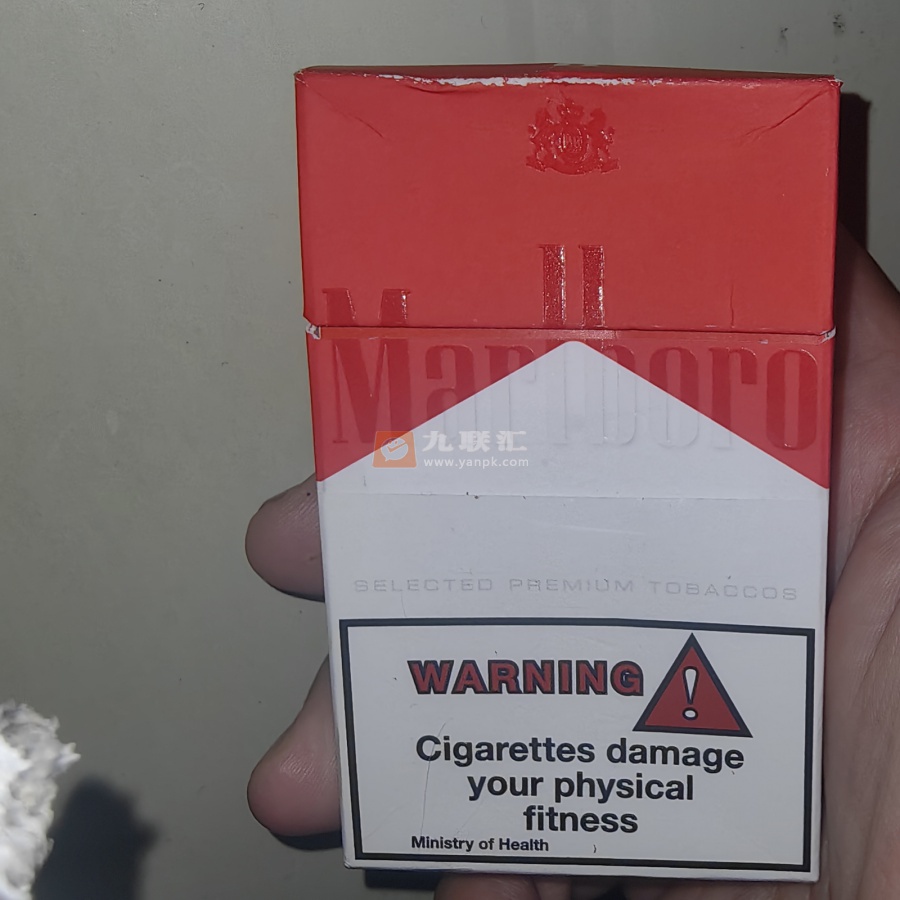 Marlboro
九联汇
www.yanpk.com
SELECTED PREMIUM TOBACCOS
WARNING
Cigarettes damage
your physical
fitness
Ministry of Health